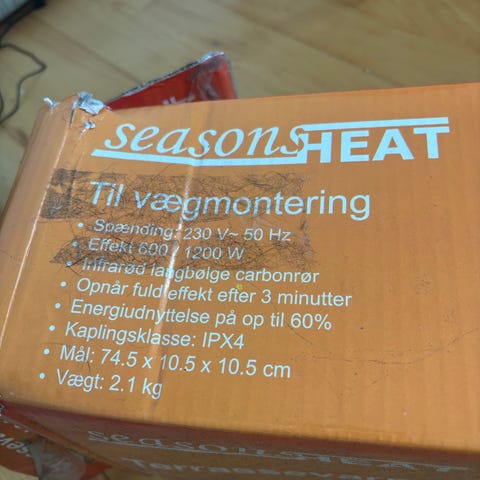 seasonsHEAT
Til vægmontering
• Spænding: 230 V~ 50 Hz
• Effekt 600 / 1200 W
• Infrarød langbølge carbonrør
• Opnår fuld effekt efter 3 minutter
• Energiudnyttelse på op til 60%
• Kaplingsklasse: IPX4
• Mål: 74.5 x 10.5 x 10.5 cm
• Vægt: 2.1 kg
seasonsHEAT